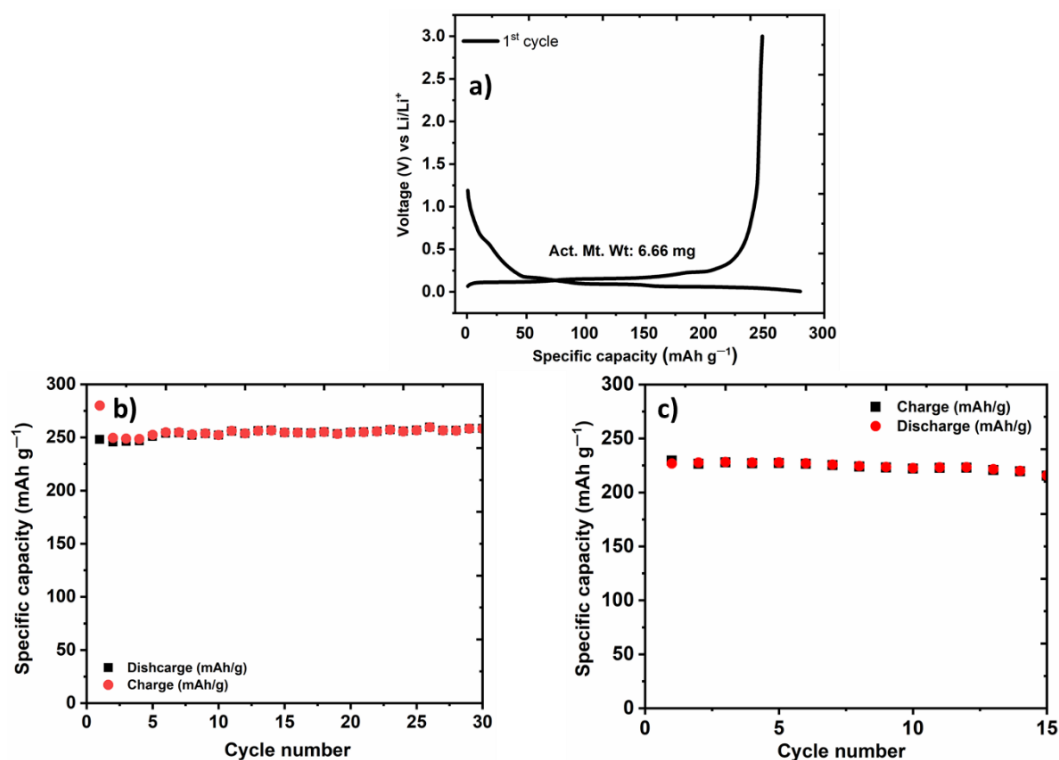 1st cycle
a)
Voltage (V) vs Li/Li+
3.0
2.5
2.0
1.5
1.0
0.5
0.0
Act. Mt. Wt: 6.66 mg
0 50 100 150 200 250 300
Specific capacity (mAh g−1)
b)
Specific capacity (mAh g−1)
300
250
200
150
100
50
0
Dishcarge (mAh/g)
Charge (mAh/g)
0 5 10 15 20 25 30
Cycle number
c)
Charge (mAh/g)
Discharge (mAh/g)
Specific capacity (mAh g−1)
300
250
200
150
100
50
0
0 5 10 15
Cycle number